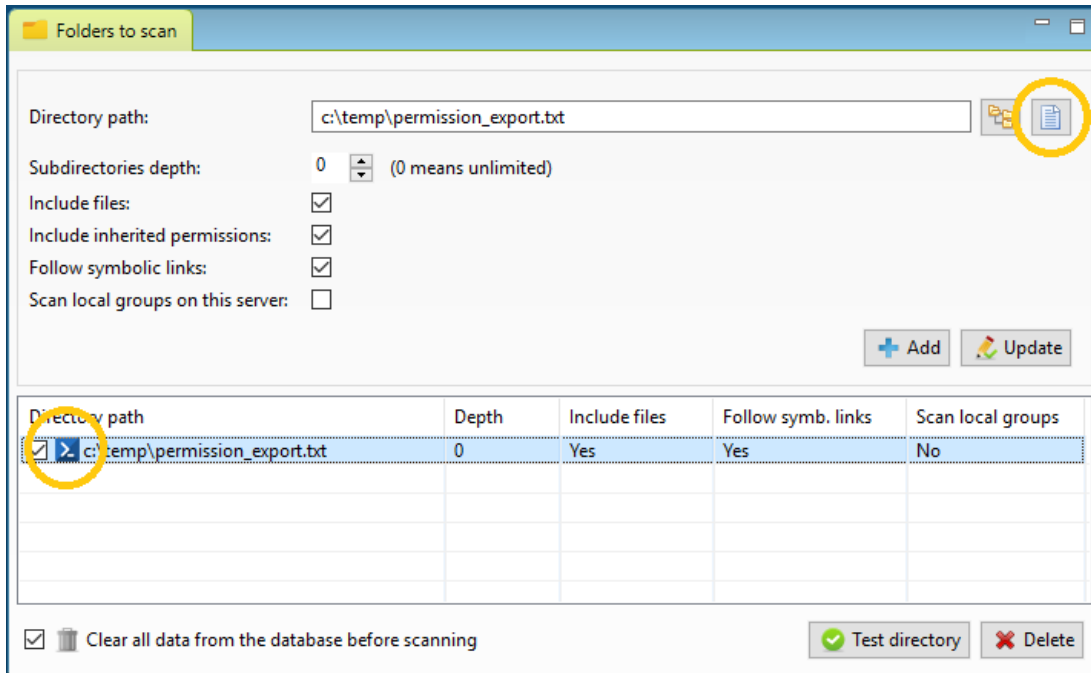 Folders to scan
Directory path: c:\temp\permission_export.txt
Subdirectories depth: 0 (0 means unlimited)
Include files:
Include inherited permissions:
Follow symbolic links:
Scan local groups on this server:
Add Update
Directory path Depth Include files Follow symb. links Scan local groups
c:\temp\permission_export.txt 0 Yes Yes No
Clear all data from the database before scanning Test directory Delete